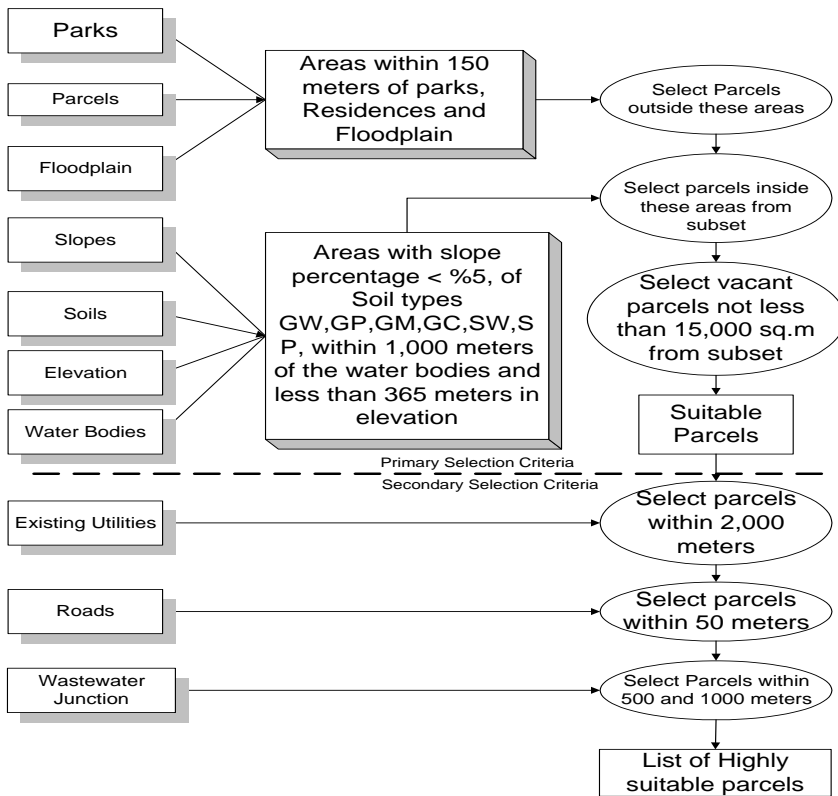 Parks
Parcels
Floodplain
Areas within 150
meters of parks,
Residences and
Floodplain
Select Parcels
outside these areas
Select parcels inside
these areas from
subset
Slopes
Soils
Elevation
Water Bodies
Areas with slope
percentage < %5, of
Soil types
GW,GP,GM,GC,SW,S
P, within 1,000 meters
of the water bodies and
less than 365 meters in
elevation
Select vacant
parcels not less
than 15,000 sq.m
from subset
Suitable
Parcels
Primary Selection Criteria
Secondary Selection Criteria
Existing Utilities
Select parcels
within 2,000
meters
Roads
Select parcels
within 50 meters
Wastewater
Junction
Select Parcels within
500 and 1000 meters
List of Highly
suitable parcels